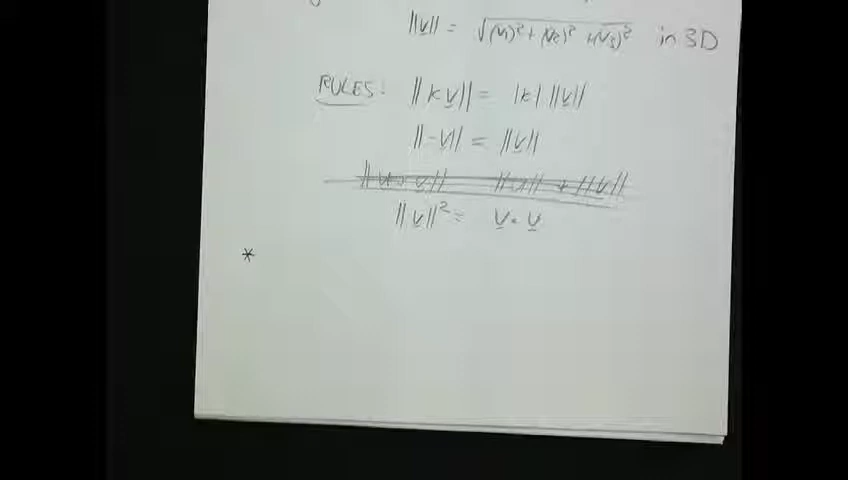 ||v|| = √(v₁)² + (v₂)² + (v₃)² in 3D
RULES: ||kv|| = |k| ||v||
||-v|| = ||v||
||v||² = v • v
*